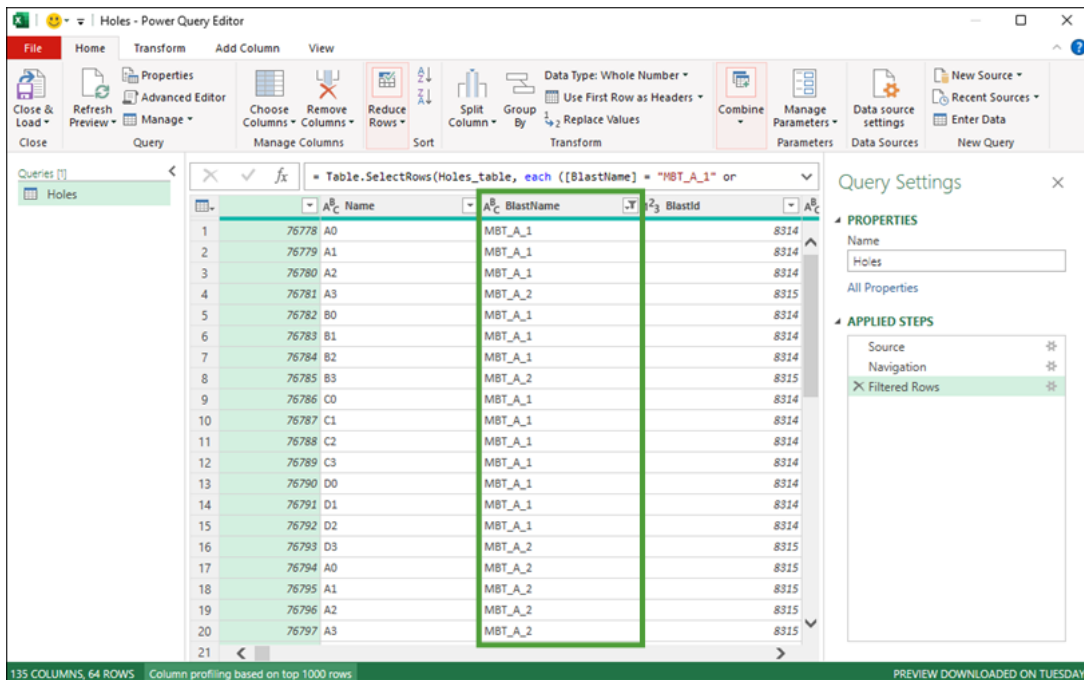 Holes - Power Query Editor
File Home Transform Add Column View
Close & Load
Refresh Preview
Properties
Advanced Editor
Manage
Choose Columns
Remove Columns
Reduce Rows
Split Column
Group By
Data Type: Whole Number
Use First Row as Headers
Replace Values
Combine
Manage Parameters
Data source settings
New Source
Recent Sources
Enter Data
Close Query Manage Columns Sort Transform Parameters Data Sources New Query
Queries [1]
Holes
fx = Table.SelectRows(Holes_table, each ([BlastName] = "MBT_A_1" or
Name BlastName BlastId
1 76778 A0 MBT_A_1 8314
2 76779 A1 MBT_A_1 8314
3 76780 A2 MBT_A_1 8314
4 76781 A3 MBT_A_2 8315
5 76782 B0 MBT_A_1 8314
6 76783 B1 MBT_A_1 8314
7 76784 B2 MBT_A_1 8314
8 76785 B3 MBT_A_2 8315
9 76786 C0 MBT_A_1 8314
10 76787 C1 MBT_A_1 8314
11 76788 C2 MBT_A_1 8314
12 76789 C3 MBT_A_1 8314
13 76790 D0 MBT_A_1 8314
14 76791 D1 MBT_A_1 8314
15 76792 D2 MBT_A_1 8314
16 76793 D3 MBT_A_2 8315
17 76794 A0 MBT_A_2 8315
18 76795 A1 MBT_A_2 8315
19 76796 A2 MBT_A_2 8315
20 76797 A3 MBT_A_2 8315
21
Query Settings
PROPERTIES
Name
Holes
All Properties
APPLIED STEPS
Source
Navigation
Filtered Rows
135 COLUMNS, 64 ROWS Column profiling based on top 1000 rows PREVIEW DOWNLOADED ON TUESDAY